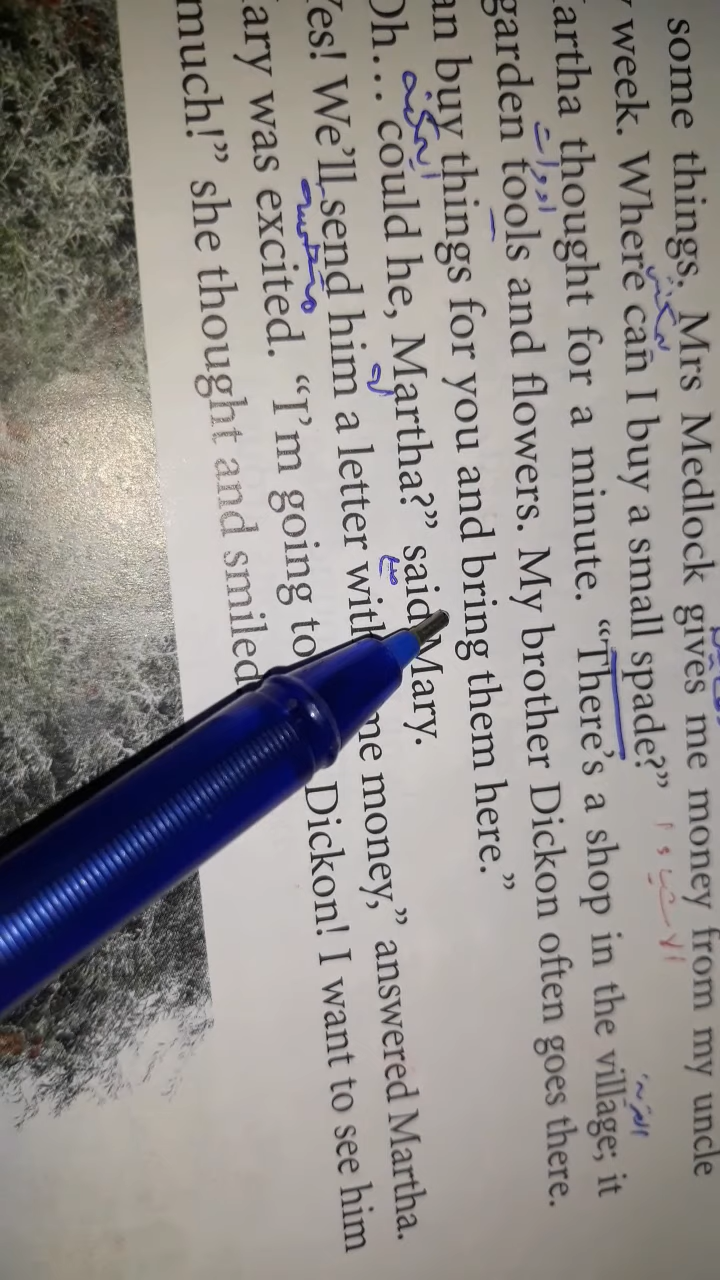 some things. Mrs Medlock gives me money from my uncle
week. Where can I buy a small spade?"
artha thought for a minute. "There's a shop in the village; it
garden tools and flowers. My brother Dickon often goes there.
an buy things for you and bring them here."
Oh... could he, Martha?" said Mary.
Yes! We'll send him a letter with me money," answered Martha.
ary was excited. "I'm going to Dickon! I want to see him
much!" she thought and smiled